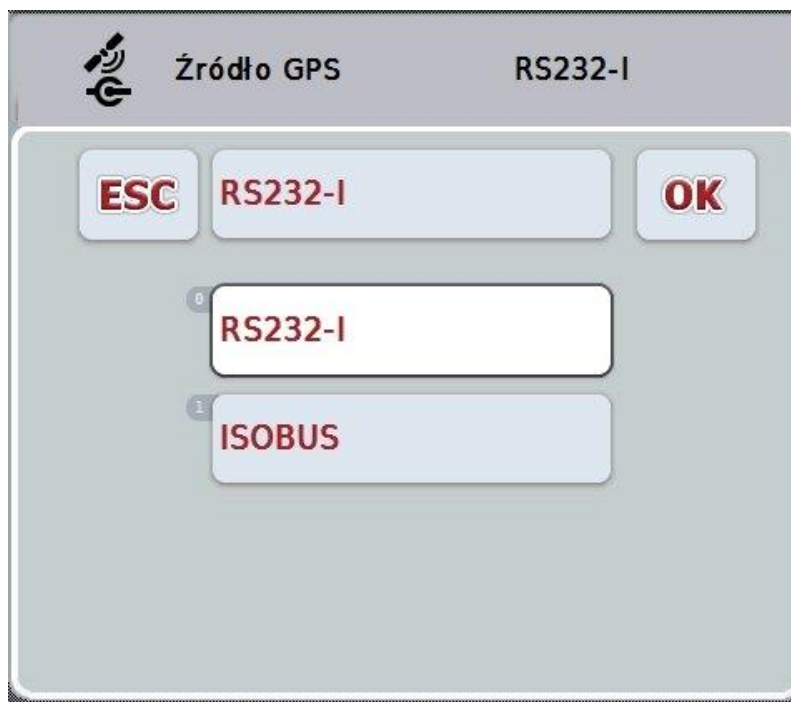 Źródło GPS RS232-I
ESC RS232-I OK
0
RS232-I
1
ISOBUS